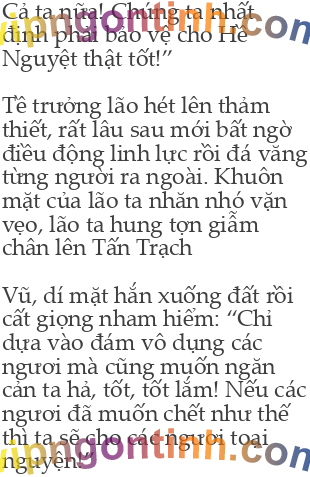 Cả ta nữa! Chúng ta nhất
định phải bảo vệ cho Hề
Nguyệt thật tốt!”
Tề trưởng lão hét lên thảm
thiết, rất lâu sau mới bất ngờ
điều động linh lực rồi đá văng
từng người ra ngoài. Khuôn
mặt của lão ta nhăn nhó vặn
vẹo, lão ta hung tợn giẫm
chân lên Tấn Trạch
Vũ, dí mặt hắn xuống đất rồi
cất giọng nham hiểm: “Chỉ
dựa vào đám vô dụng các
ngươi mà cũng muốn ngăn
cản ta hả, tốt, tốt lắm! Nếu các
ngươi đã muốn chết như thế
thì ta sẽ cho các ngươi toại
nguyện!”
vipngontinh.com
vipngontinh.com